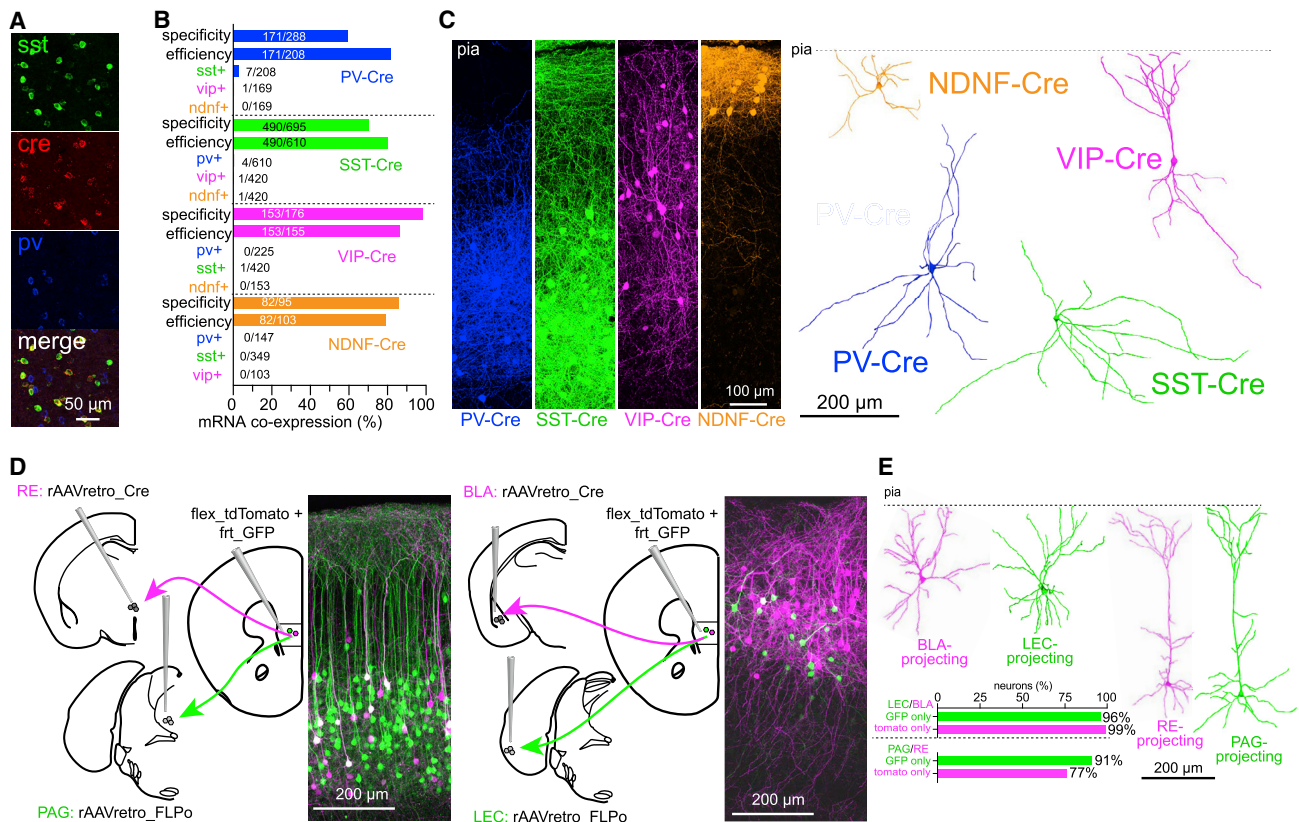 A
sst
cre
pv
merge
50 µm
B
specificity
171/288
efficiency
171/208
sst+
7/208
PV-Cre
vip+
1/169
ndnf+
0/169
specificity
490/695
efficiency
490/610
pv+
4/610
SST-Cre
vip+
1/420
ndnf+
1/420
specificity
153/176
efficiency
153/155
pv+
0/225
VIP-Cre
sst+
1/420
ndnf+
0/153
specificity
82/95
efficiency
82/103
pv+
0/147
NDNF-Cre
sst+
0/349
vip+
0/103
0 20 40 60 80 100
mRNA co-expression (%)
C
pia
100 µm
PV-Cre SST-Cre VIP-Cre NDNF-Cre
pia
NDNF-Cre
VIP-Cre
PV-Cre
PV-Cre
SST-Cre
200 µm
D
RE: rAAVretro_Cre
flex_tdTomato +
frt_GFP
PAG: rAAVretro_FLPo
200 µm
BLA: rAAVretro_Cre
flex_tdTomato +
frt_GFP
LEC: rAAVretro_FLPo
200 µm
E
pia
BLA-
projecting
LEC-
projecting
RE-
projecting
PAG-
projecting
200 µm
neurons (%)
0 25 50 75 100
LEC/BLA
GFP only
96%
tomato only
99%
PAG/RE
GFP only
91%
tomato only
77%